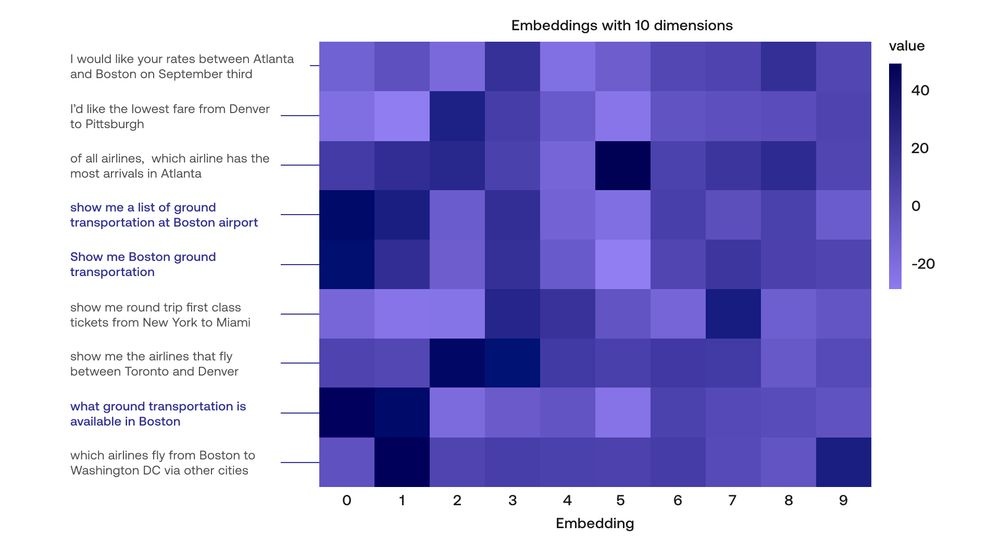 Embeddings with 10 dimensions
value
I would like your rates between Atlanta
and Boston on September third
I'd like the lowest fare from Denver
to Pittsburgh
of all airlines, which airline has the
most arrivals in Atlanta
show me a list of ground
transportation at Boston airport
Show me Boston ground
transportation
show me round trip first class
tickets from New York to Miami
show me the airlines that fly
between Toronto and Denver
what ground transportation is
available in Boston
which airlines fly from Boston to
Washington DC via other cities
40
20
0
-20
0 1 2 3 4 5 6 7 8 9
Embedding